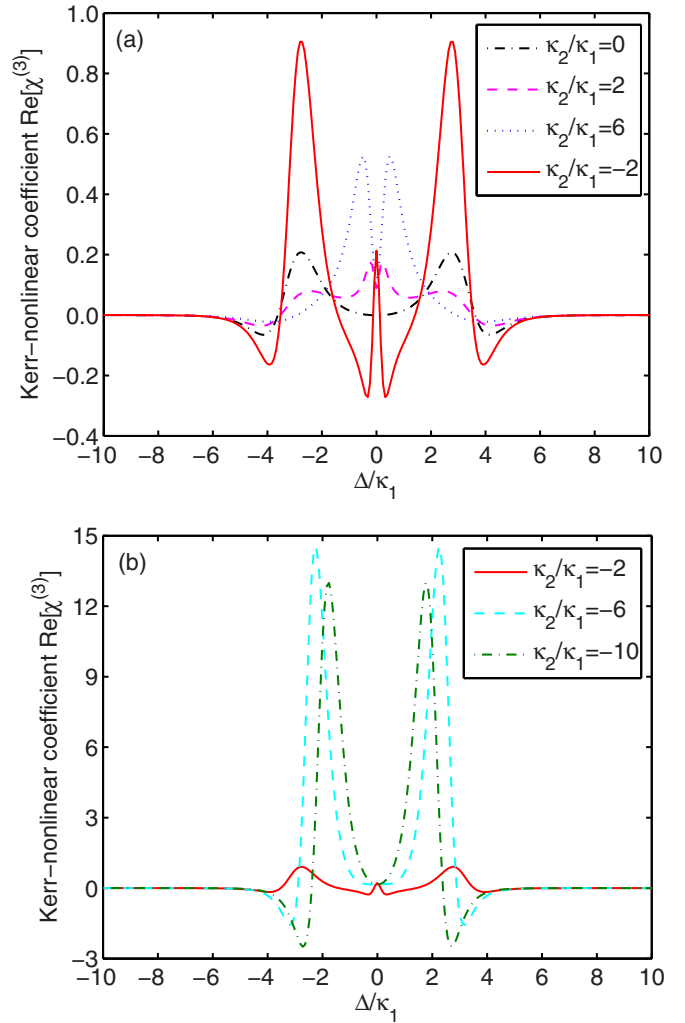 (a)
κ₂/κ₁=0
κ₂/κ₁=2
κ₂/κ₁=6
κ₂/κ₁=−2
Kerr−nonlinear coefficient Re[χ⁽³⁾]
1.0
0.8
0.6
0.4
0.2
0.0
−0.2
−0.4
−10 −8 −6 −4 −2 0 2 4 6 8 10
Δ/κ₁
(b)
κ₂/κ₁=−2
κ₂/κ₁=−6
κ₂/κ₁=−10
Kerr−nonlinear coefficient Re[χ⁽³⁾]
15
12
9
6
3
0
−3
−10 −8 −6 −4 −2 0 2 4 6 8 10
Δ/κ₁